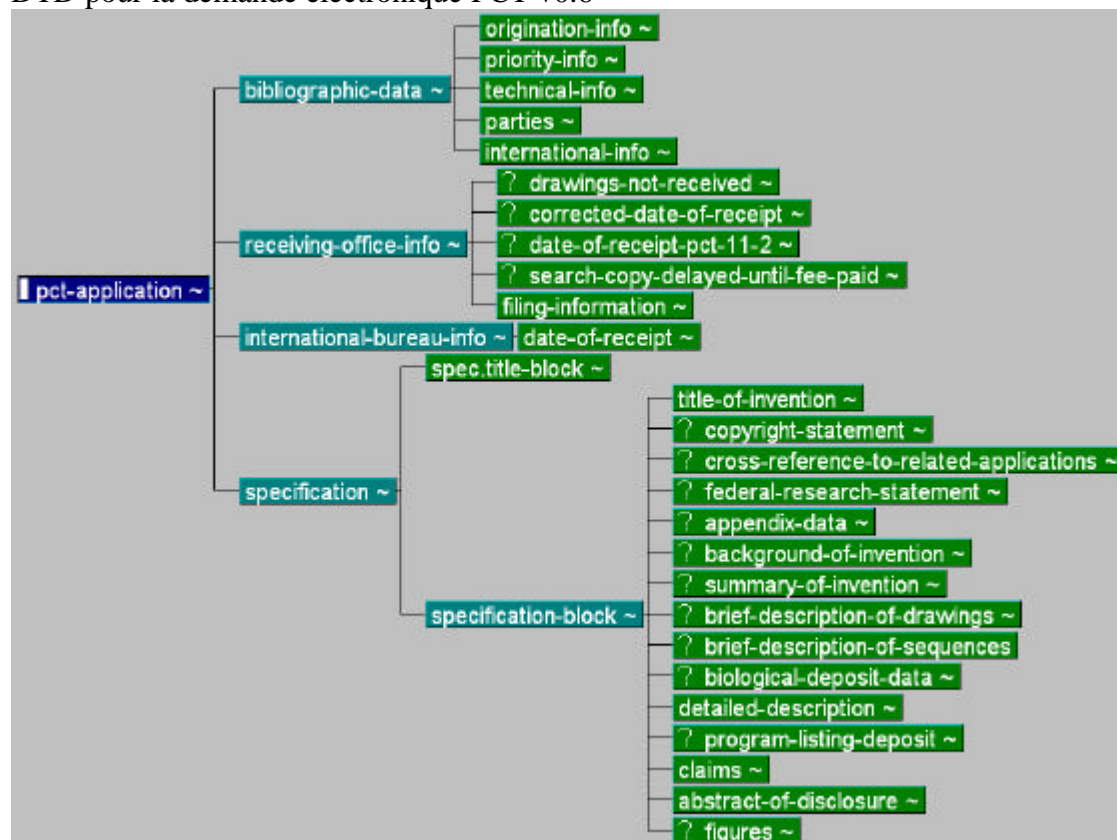 DTD pour la demande électronique PCT v0.8
origination-info ~
priority-info ~
bibliographic-data ~
technical-info ~
parties ~
international-info ~
? drawings-not-received ~
? corrected-date-of-receipt ~
receiving-office-info ~
? date-of-receipt-pct-11-2 ~
? search-copy-delayed-until-fee-paid ~
pct-application ~
filing-information ~
international-bureau-info ~
date-of-receipt ~
spec.title-block ~
title-of-invention ~
? copyright-statement ~
? cross-reference-to-related-applications ~
specification ~
? federal-research-statement ~
? appendix-data ~
? background-of-invention ~
? summary-of-invention ~
specification-block ~
? brief-description-of-drawings ~
? brief-description-of-sequences
? biological-deposit-data ~
detailed-description ~
? program-listing-deposit ~
claims ~
abstract-of-disclosure ~
? figures ~